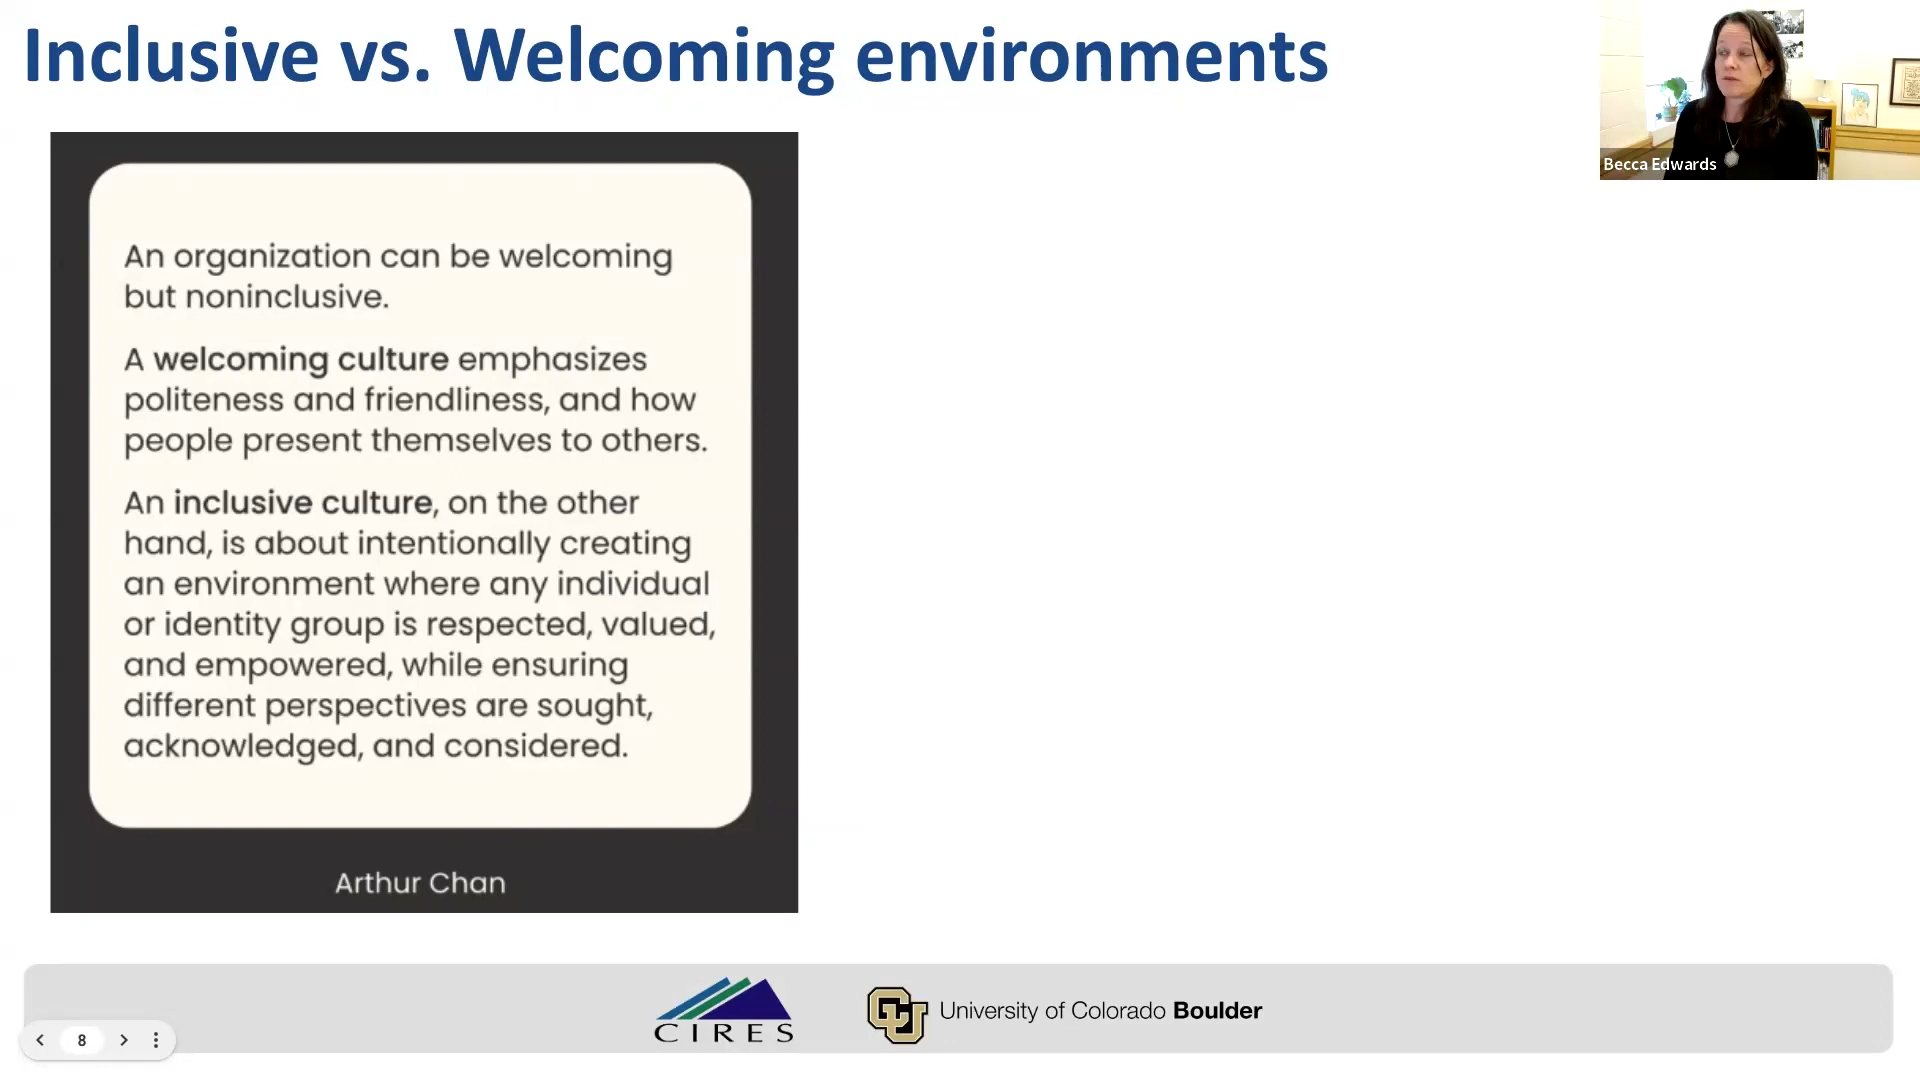 Inclusive vs. Welcoming environments
Becca Edwards
An organization can be welcoming
but noninclusive.
A welcoming culture emphasizes
politeness and friendliness, and how
people present themselves to others.
An inclusive culture, on the other
hand, is about intentionally creating
an environment where any individual
or identity group is respected, valued,
and empowered, while ensuring
different perspectives are sought,
acknowledged, and considered.
Arthur Chan
CIRES
CU
University of Colorado Boulder
8